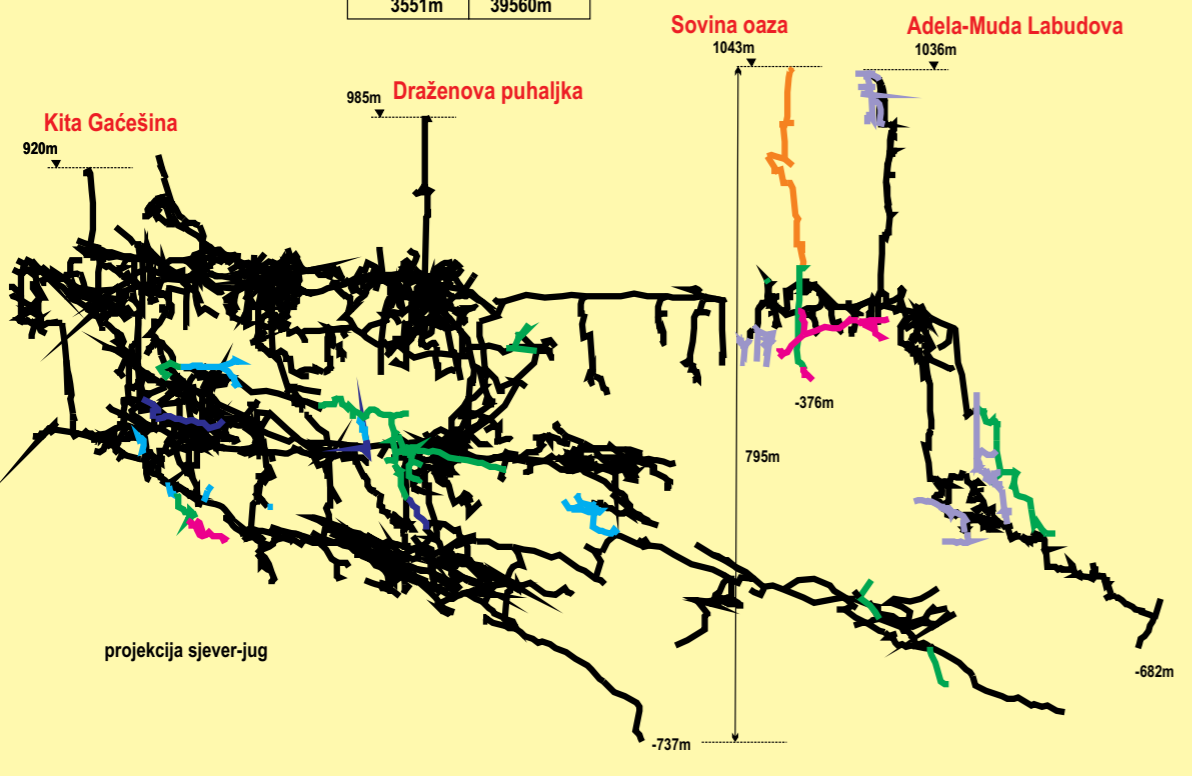 3551m 39560m
Sovina oaza
1043m
Adela-Muda Labudova
1036m
985m
Draženova puhaljka
Kita Gaćešina
920m
-376m
795m
projekcija sjever-jug
-682m
-737m